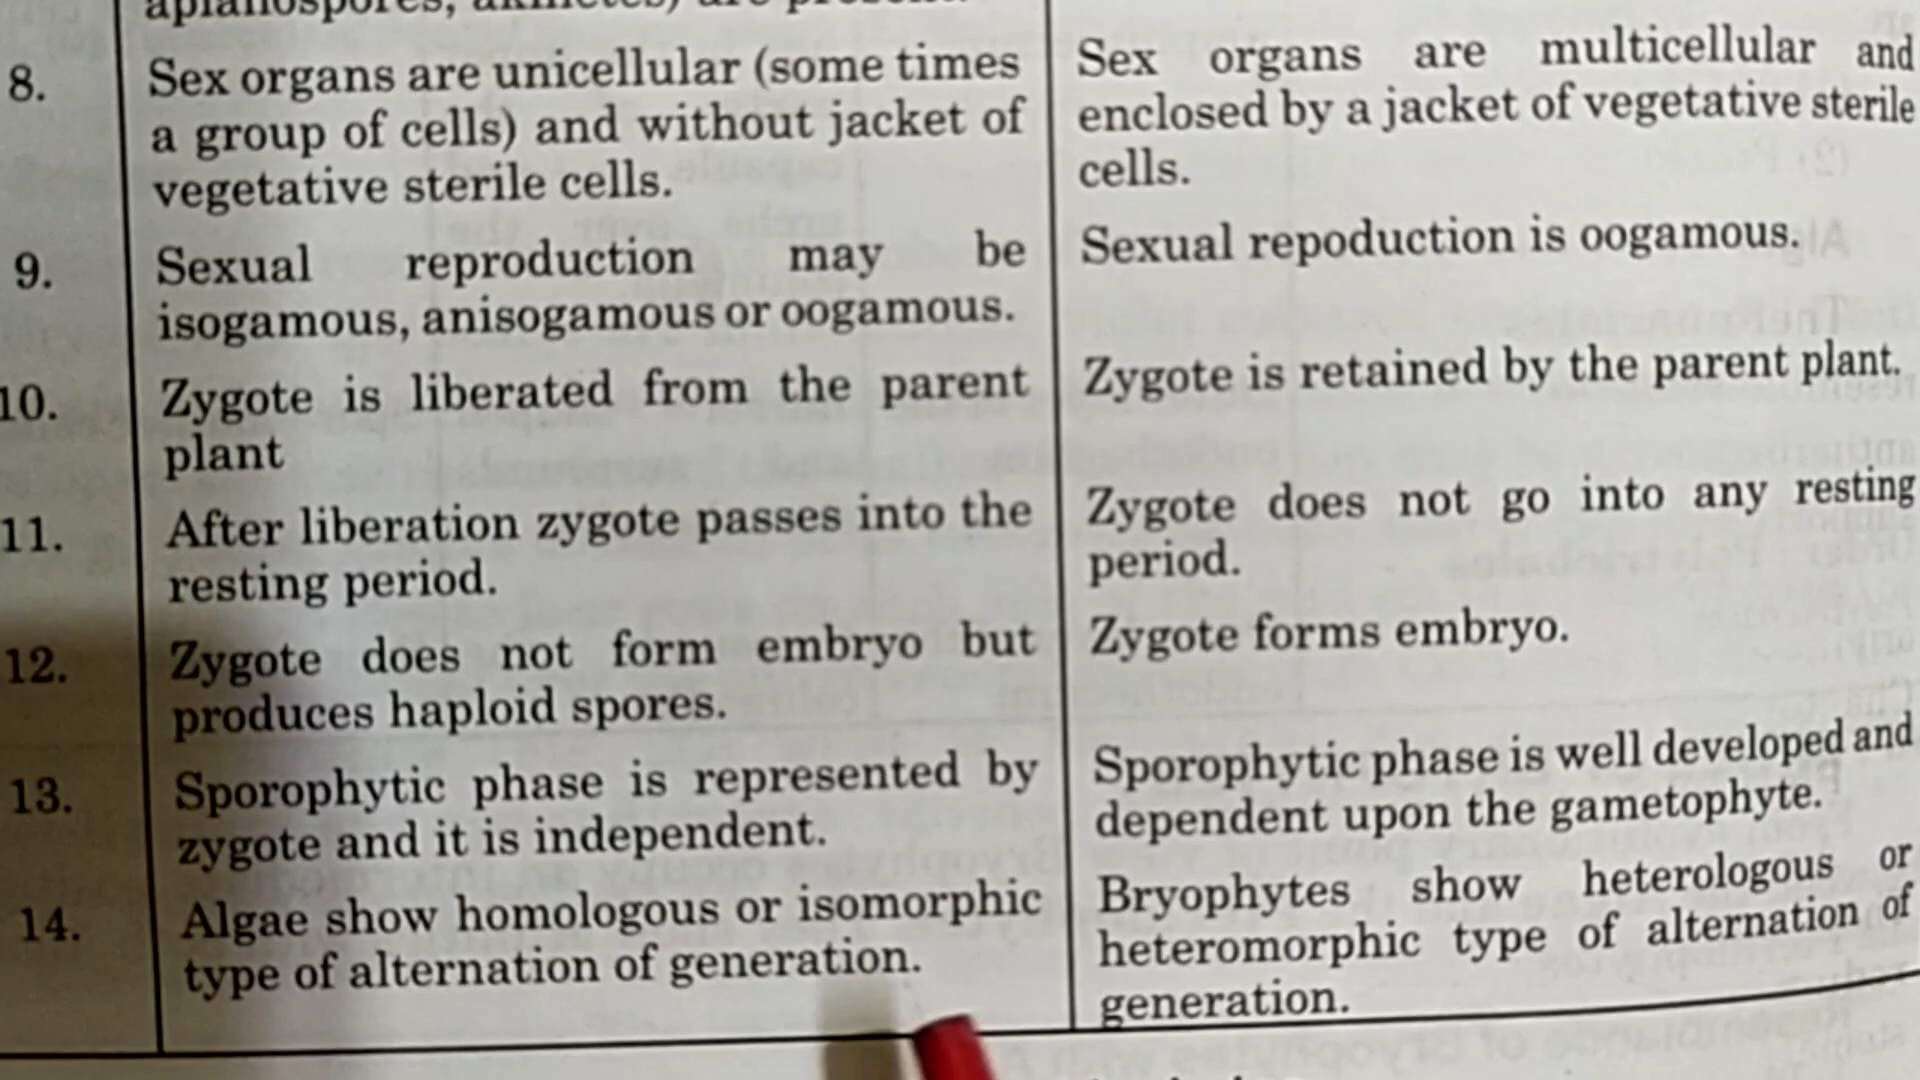 aplanospores, akinetes) are present.
8. Sex organs are unicellular (some times
a group of cells) and without jacket of
vegetative sterile cells.
Sex organs are multicellular and
enclosed by a jacket of vegetative sterile
cells.
9. Sexual reproduction may be
isogamous, anisogamous or oogamous.
Sexual repoduction is oogamous.
10. Zygote is liberated from the parent
plant
Zygote is retained by the parent plant.
11. After liberation zygote passes into the
resting period.
Zygote does not go into any resting
period.
12. Zygote does not form embryo but
produces haploid spores.
Zygote forms embryo.
13. Sporophytic phase is represented by
zygote and it is independent.
Sporophytic phase is well developed and
dependent upon the gametophyte.
14. Algae show homologous or isomorphic
type of alternation of generation.
Bryophytes show heterologous or
heteromorphic type of alternation of
generation.